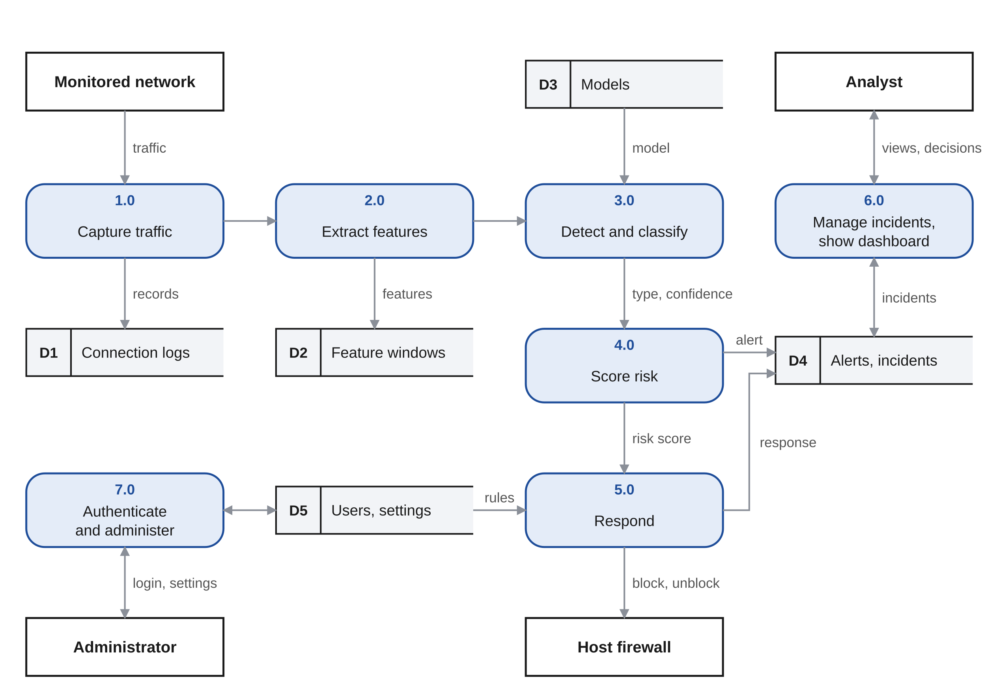 Monitored network
D3
Models
Analyst
traffic
model
views, decisions
1.0
Capture traffic
2.0
Extract features
3.0
Detect and classify
6.0
Manage incidents,
show dashboard
records
features
type, confidence
incidents
D1
Connection logs
D2
Feature windows
4.0
Score risk
alert
D4
Alerts, incidents
risk score
response
7.0
Authenticate
and administer
D5
Users, settings
rules
5.0
Respond
login, settings
block, unblock
Administrator
Host firewall